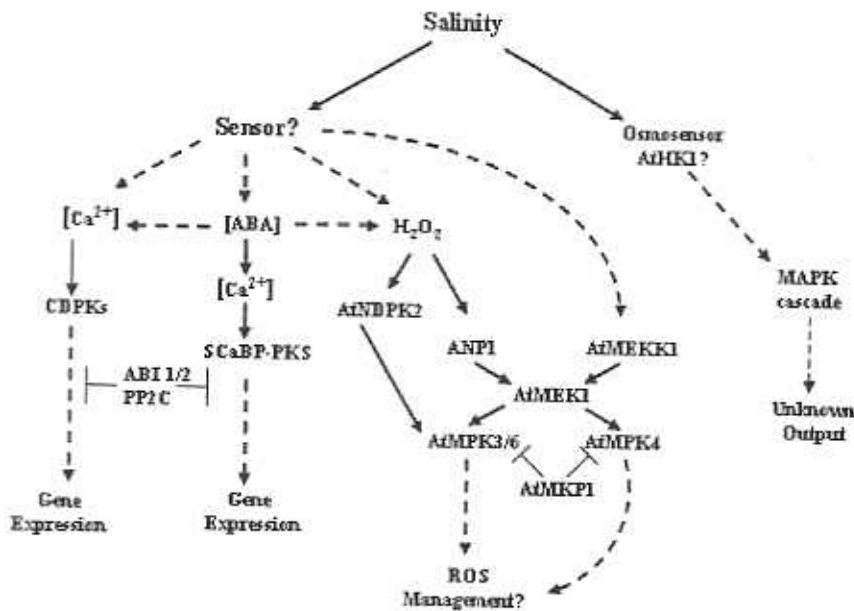 Salinity
Sensor?
Osmosensor
AtHK1?
[Ca²⁺]
[ABA]
H₂O₂
[Ca²⁺]
MAPK
cascade
CDPKs
AtNDPK2
SCaBP-PKS
ANP1
AtMEKK1
ABI 1/2
PP2C
AtMEK1
Unknown
Output
AtMPK3/6
AtMPK4
AtMKP1
Gene
Expression
Gene
Expression
ROS
Management?